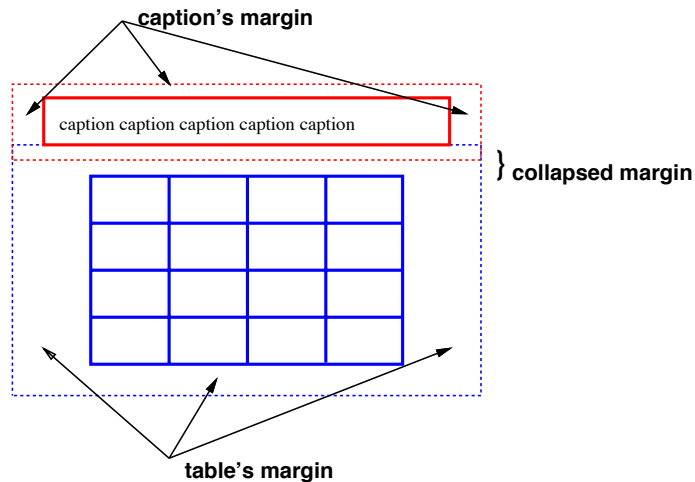 caption's margin
caption caption caption caption caption
} collapsed margin
table's margin